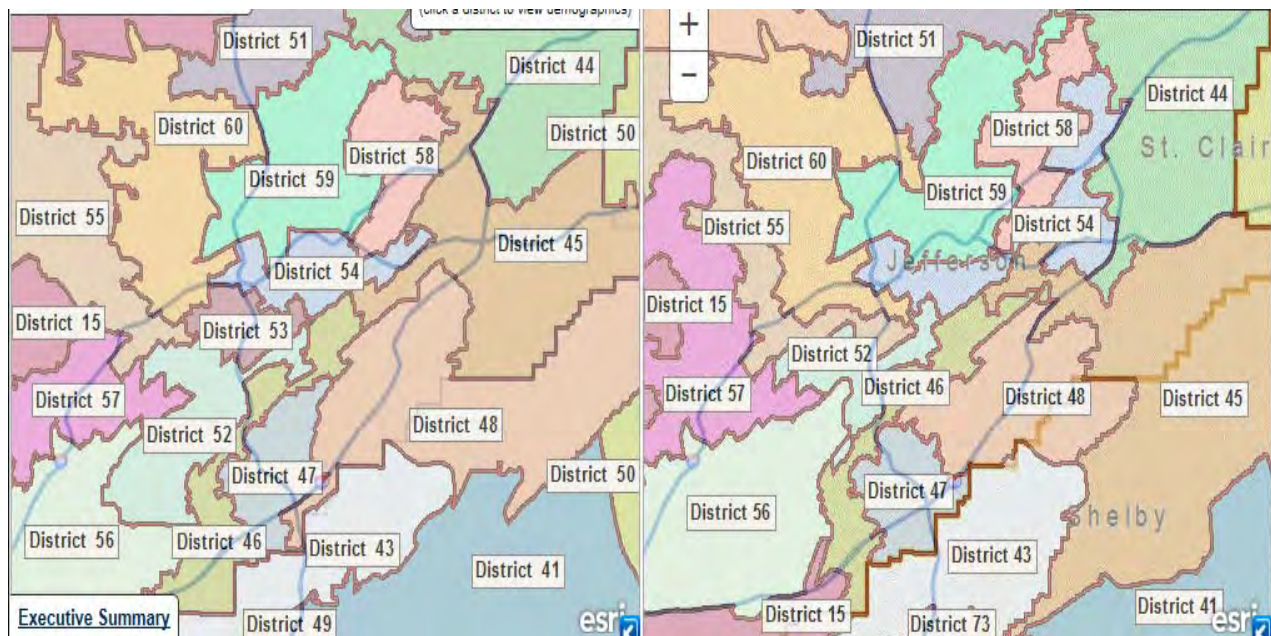 (click a district to view demographics)
District 51
District 44
District 60
District 50
District 58
District 59
District 55
District 45
District 54
District 15
District 53
District 57
District 48
District 52
District 47
District 50
District 56
District 46
District 43
District 41
Executive Summary
District 49
esri
+
−
District 51
District 44
District 58
St. Clair
District 60
District 59
District 55
District 54
Jefferson
District 15
District 52
District 57
District 46
District 48
District 45
District 47
District 56
Shelby
District 43
District 15
District 41
District 73
esri